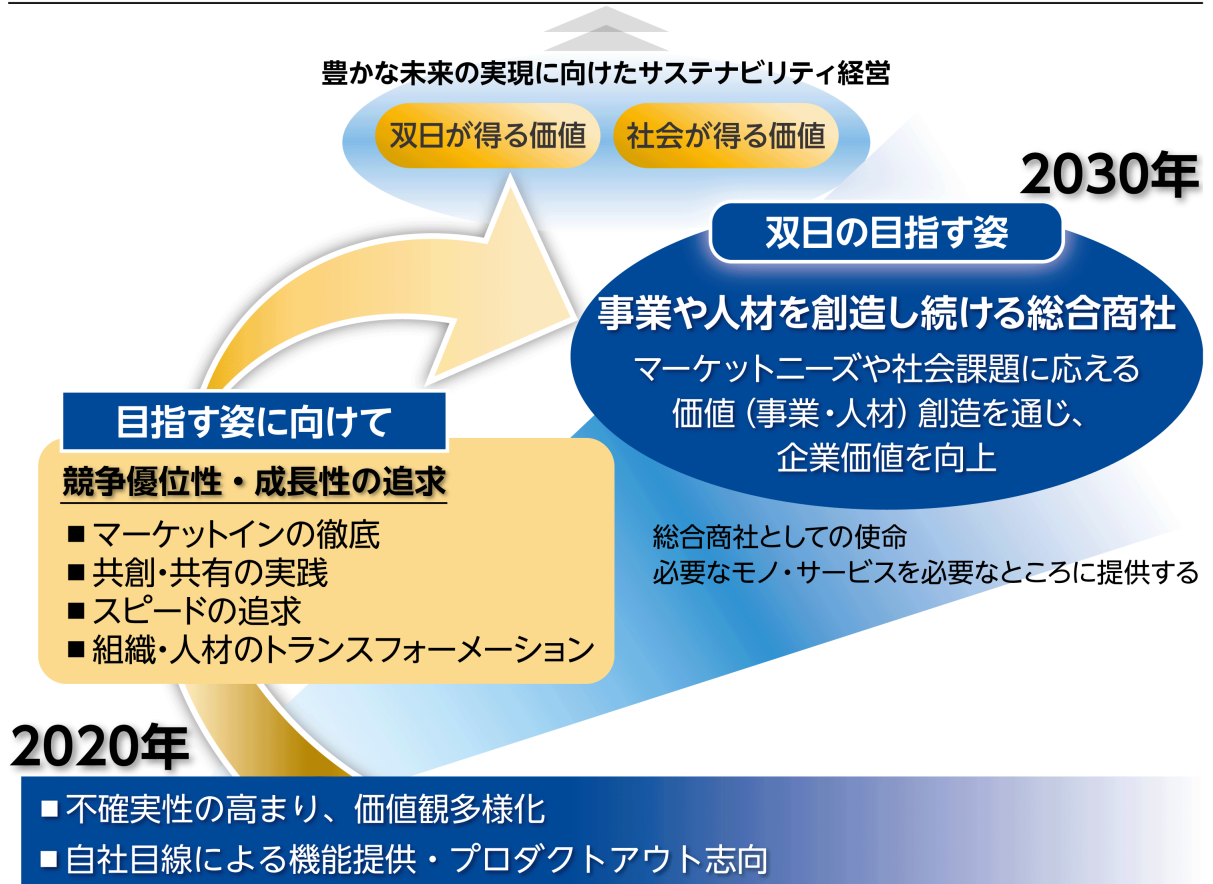 豊かな未来の実現に向けたサステナビリティ経営
双日が得る価値
社会が得る価値
2030年
双日の目指す姿
事業や人材を創造し続ける総合商社
マーケットニーズや社会課題に応える
価値（事業・人材）創造を通じ、
企業価値を向上
目指す姿に向けて
競争優位性・成長性の追求
■ マーケットインの徹底
■ 共創・共有の実践
■ スピードの追求
■ 組織・人材のトランスフォーメーション
総合商社としての使命
必要なモノ・サービスを必要なところに提供する
2020年
■ 不確実性の高まり、価値観多様化
■ 自社目線による機能提供・プロダクトアウト志向